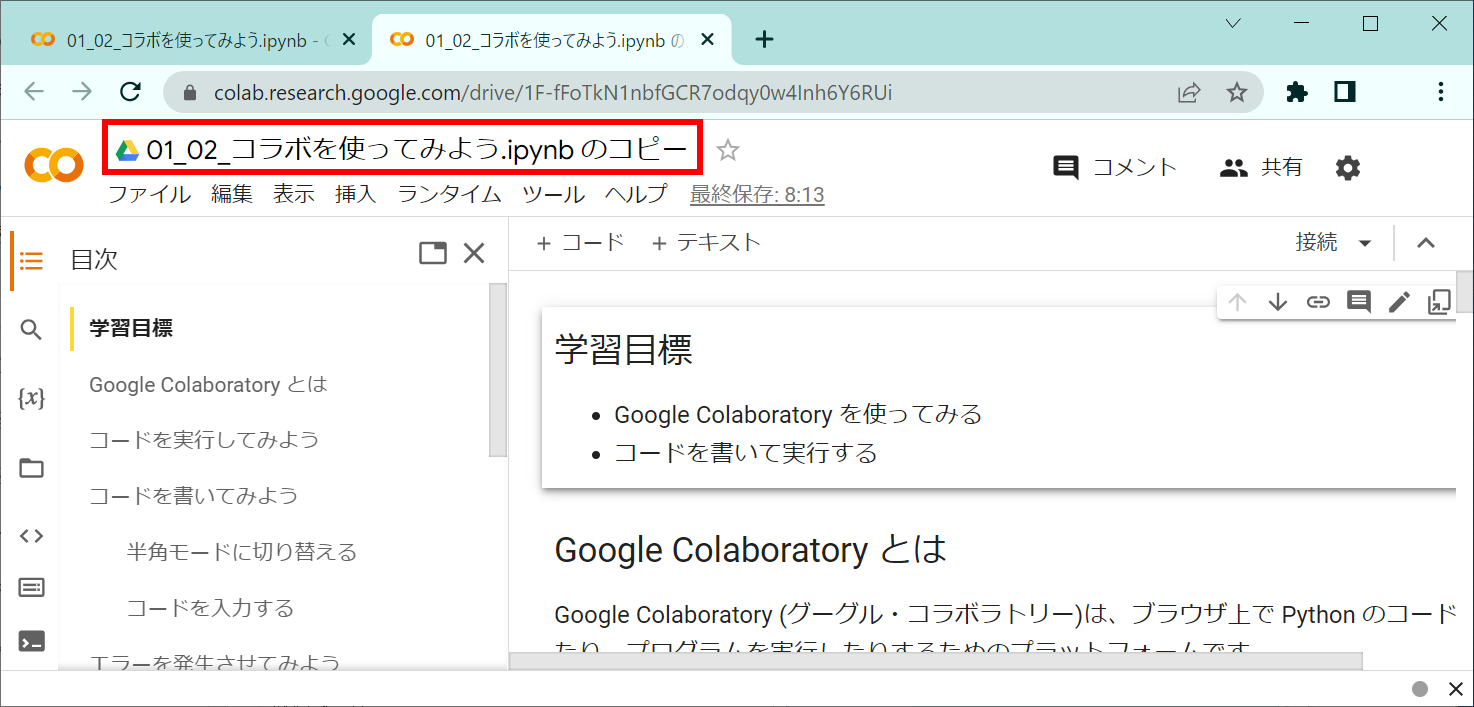 01_02_コラボを使ってみよう.ipynb -
01_02_コラボを使ってみよう.ipynb の
colab.research.google.com/drive/1F-fFoTkN1nbfGCR7odqy0w4Inh6Y6RUi
01_02_コラボを使ってみよう.ipynb のコピー
コメント 共有
ファイル 編集 表示 挿入 ランタイム ツール ヘルプ 最終保存: 8:13
目次
+ コード + テキスト 接続
学習目標
Google Colaboratory とは
コードを実行してみよう
コードを書いてみよう
半角モードに切り替える
コードを入力する
エラーを発生させてみよう
学習目標
• Google Colaboratory を使ってみる
• コードを書いて実行する
Google Colaboratory とは
Google Colaboratory (グーグル・コラボラトリー)は、ブラウザ上で Python のコード
たり、プログラムを実行したりするためのプラットフォームです